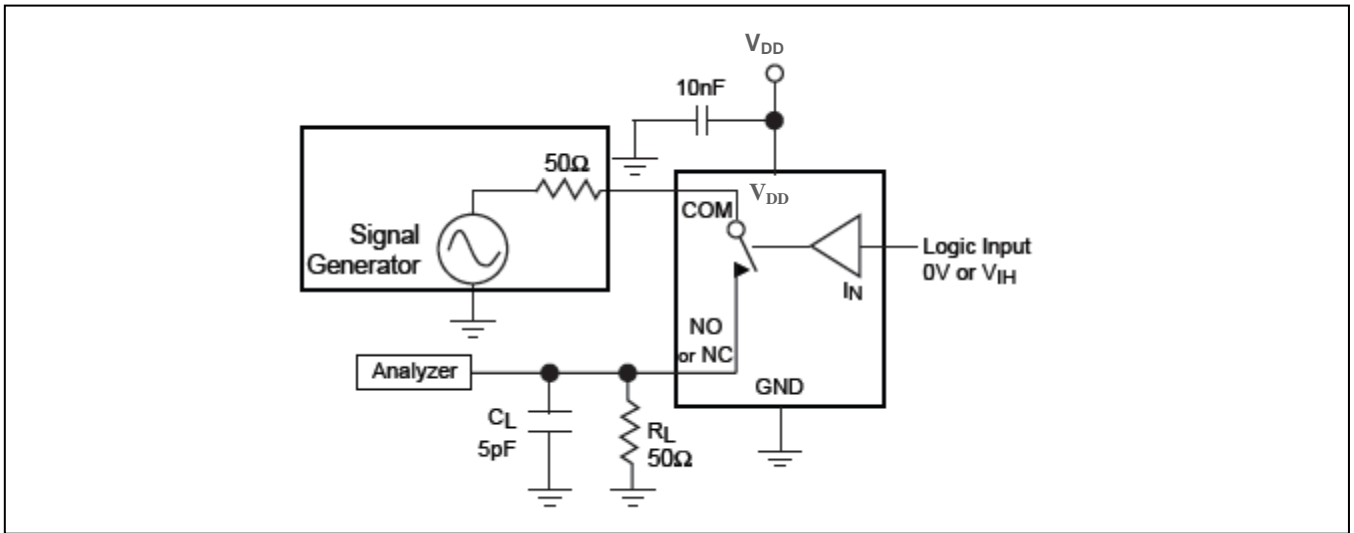 V_DD
10nF
50Ω
V_DD
COM
Signal
Generator
Logic Input
0V or V_IH
I_N
NO
or NC
Analyzer
GND
C_L
5pF
R_L
50Ω